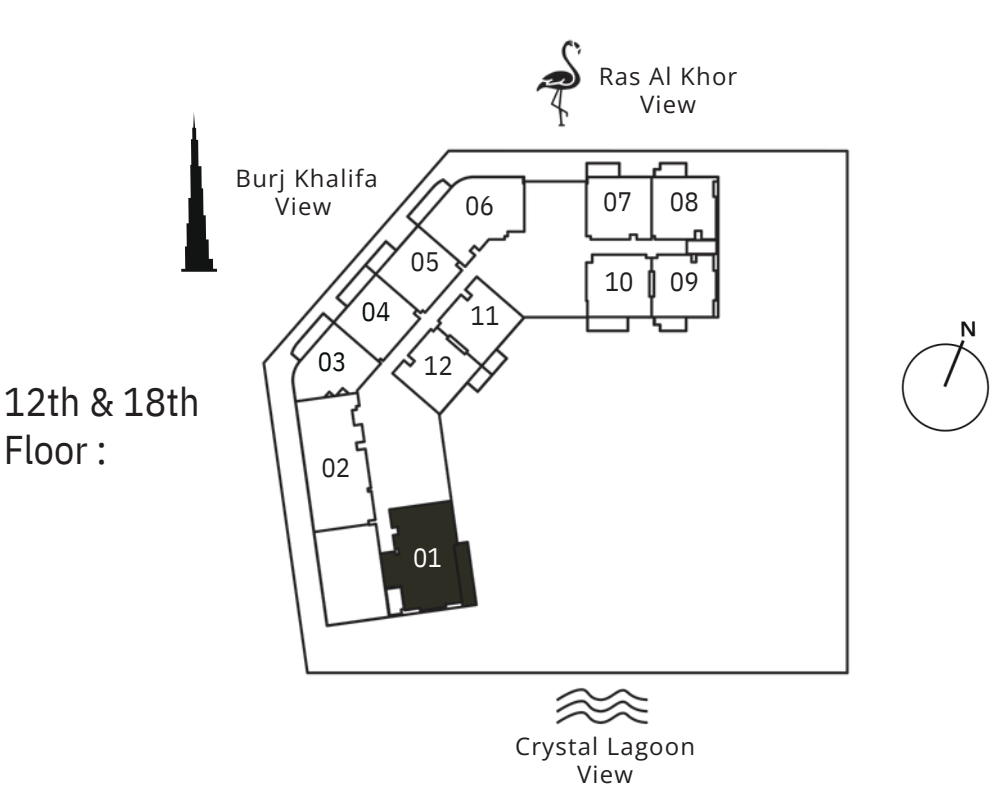 Ras Al Khor
View
Burj Khalifa
View
06
07
08
05
10
09
04
11
03
12
N
12th & 18th
Floor :
02
01
Crystal Lagoon
View